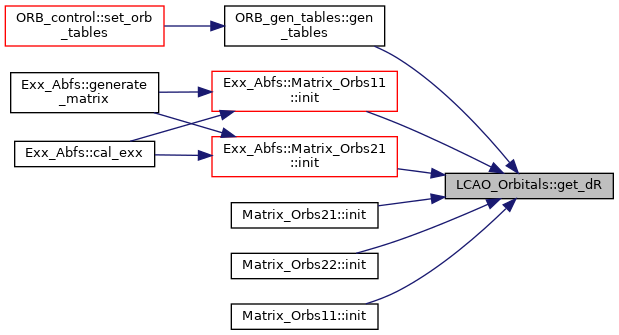 ORB_control::set_orb
_tables
ORB_gen_tables::gen
_tables
Exx_Abfs::generate
_matrix
Exx_Abfs::Matrix_Orbs11
::init
Exx_Abfs::cal_exx
Exx_Abfs::Matrix_Orbs21
::init
LCAO_Orbitals::get_dR
Matrix_Orbs21::init
Matrix_Orbs22::init
Matrix_Orbs11::init